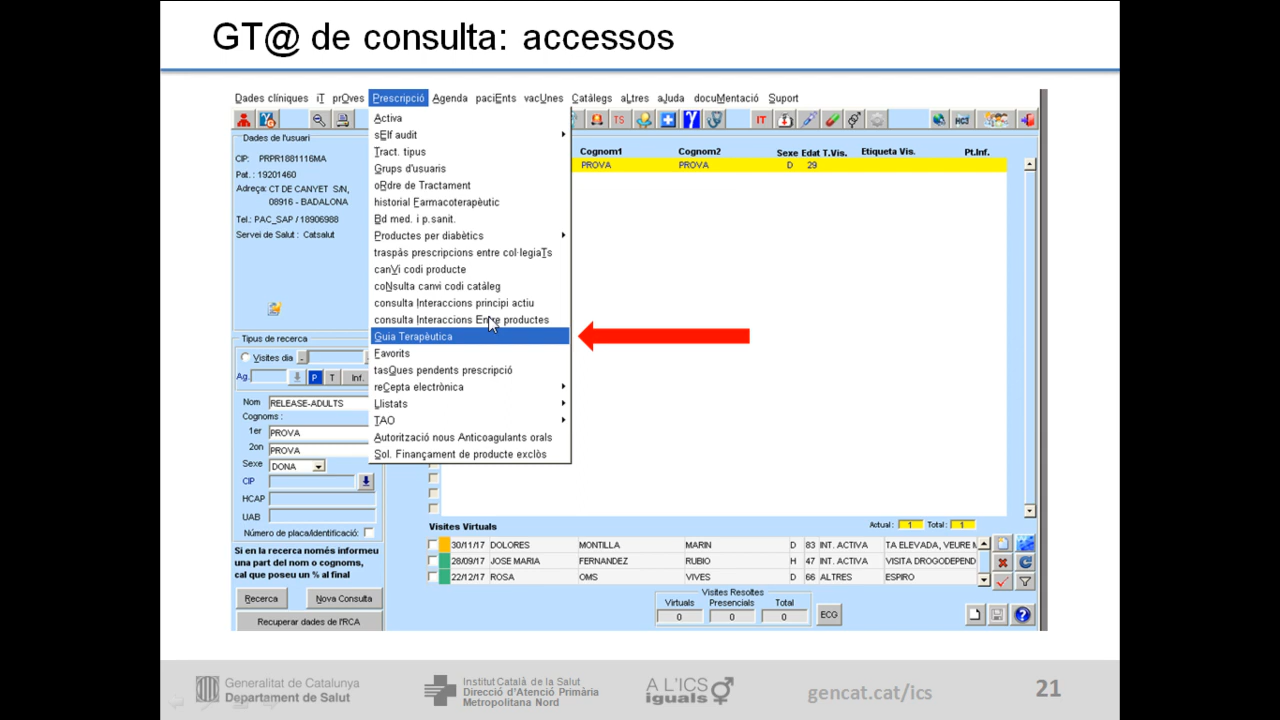 GT@ de consulta: accessos
Dades clíniques iT prOves Prescripció Agenda paciEnts vacUnes Catàlegs aLtres aJuda docuMentació Suport
TS
IT
HC3
Dades de l'usuari
CIP: PRPR1881116MA
Pat. : 19201460
Adreça: CT DE CANYET S/N,
08916 - BADALONA
Tel.: PAC_SAP / 18906988
Servei de Salut : Catsalut
Activa
sElf audit
Tract. tipus
Grups d'usuaris
oRdre de Tractament
historial Farmacoterapèutic
Bd med. i p.sanit.
Productes per diabètics
traspàs prescripcions entre col·legiaTs
canVi codi producte
coNsulta canvi codi catáleg
consulta Interaccions principi actiu
consulta Interaccions Entre productes
Guia Terapèutica
Favorits
tasQues pendents prescripció
reCepta electrònica
Llistats
TAO
Autorització nous Anticoagulants orals
Sol. Finançament de producte exclòs
Cognom1 Cognom2 Sexe Edat T.Vis. Etiqueta Vis. Pt.Inf.
PROVA PROVA D 29
Tipus de recerca
Visites dia ...
Ag. P T Inf.
Nom RELEASE-ADULTS
Cognoms :
1er PROVA
2on PROVA
Sexe DONA
CIP
HCAP
UAB
Número de placa/identificació:
Si en la recerca només informeu
una part del nom o cognoms,
cal que poseu un % al final
Recerca Nova Consulta
Recuperar dades de l'RCA
Visites Virtuals Actual : 1 Total : 1
30/11/17 DOLORES MONTILLA MARIN D 83 INT. ACTIVA TA ELEVADA, VEURE M
28/09/17 JOSE MARIA FERNANDEZ RUBIO H 47 INT. ACTIVA VISITA DROGODEPEND
22/12/17 ROSA OMS VIVES D 66 ALTRES ESPIRO
Visites Resoltes
Virtuals Presencials Total
0 0 0
ECG
Generalitat de Catalunya
Departament de Salut
Institut Català de la Salut
Direcció d'Atenció Primària
Metropolitana Nord
A L'ICS
iguals
gencat.cat/ics
21